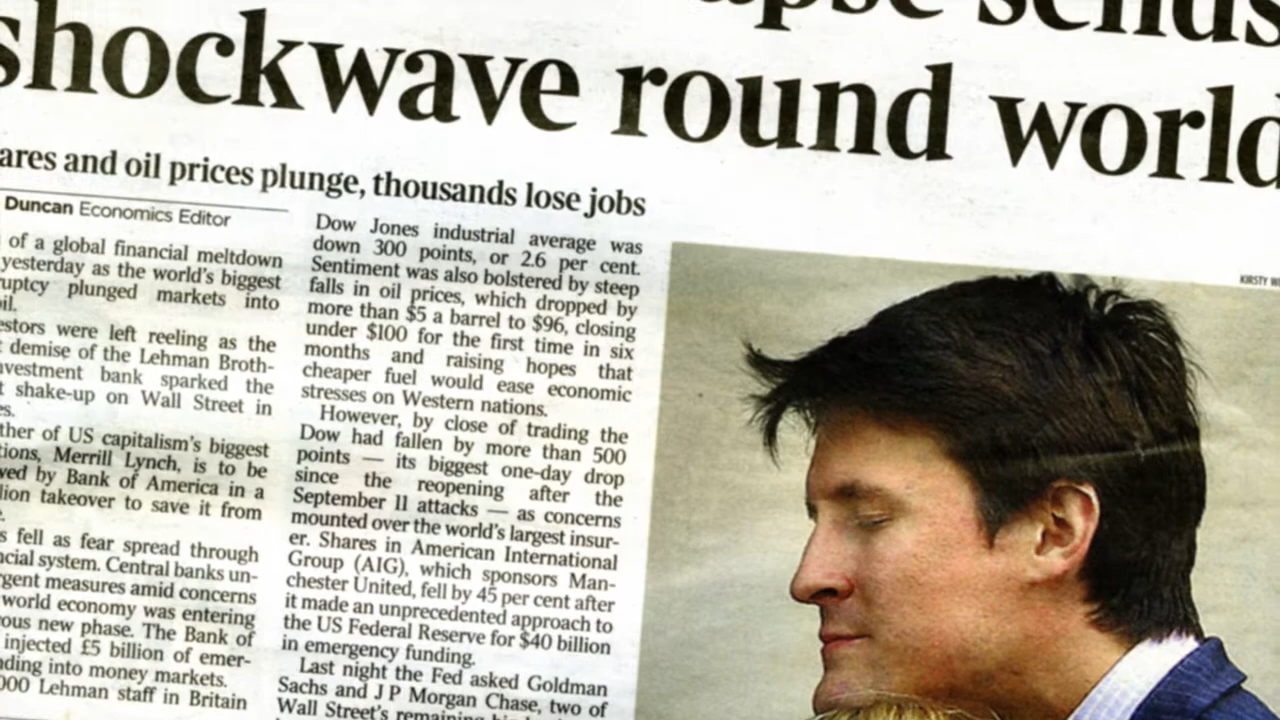 sends
shockwave round world
ares and oil prices plunge, thousands lose jobs
Duncan Economics Editor
of a global financial meltdown
yesterday as the world's biggest
uptcy plunged markets into
oil.
estors were left reeling as the
demise of the Lehman Broth-
nvestment bank sparked the
t shake-up on Wall Street in
es.
ther of US capitalism's biggest
tions, Merrill Lynch, is to be
ved by Bank of America in a
lion takeover to save it from
e.
s fell as fear spread through
ncial system. Central banks un-
rgent measures amid concerns
world economy was entering
rous new phase. The Bank of
injected £5 billion of emer-
nding into money markets.
000 Lehman staff in Britain
Dow Jones industrial average was
down 300 points, or 2.6 per cent.
Sentiment was also bolstered by steep
falls in oil prices, which dropped by
more than $5 a barrel to $96, closing
under $100 for the first time in six
months and raising hopes that
cheaper fuel would ease economic
stresses on Western nations.
However, by close of trading the
Dow had fallen by more than 500
points — its biggest one-day drop
since the reopening after the
September 11 attacks — as concerns
mounted over the world's largest insur-
er. Shares in American International
Group (AIG), which sponsors Man-
chester United, fell by 45 per cent after
it made an unprecedented approach to
the US Federal Reserve for $40 billion
in emergency funding.
Last night the Fed asked Goldman
Sachs and J P Morgan Chase, two of
Wall Street's remaining
KIRSTY